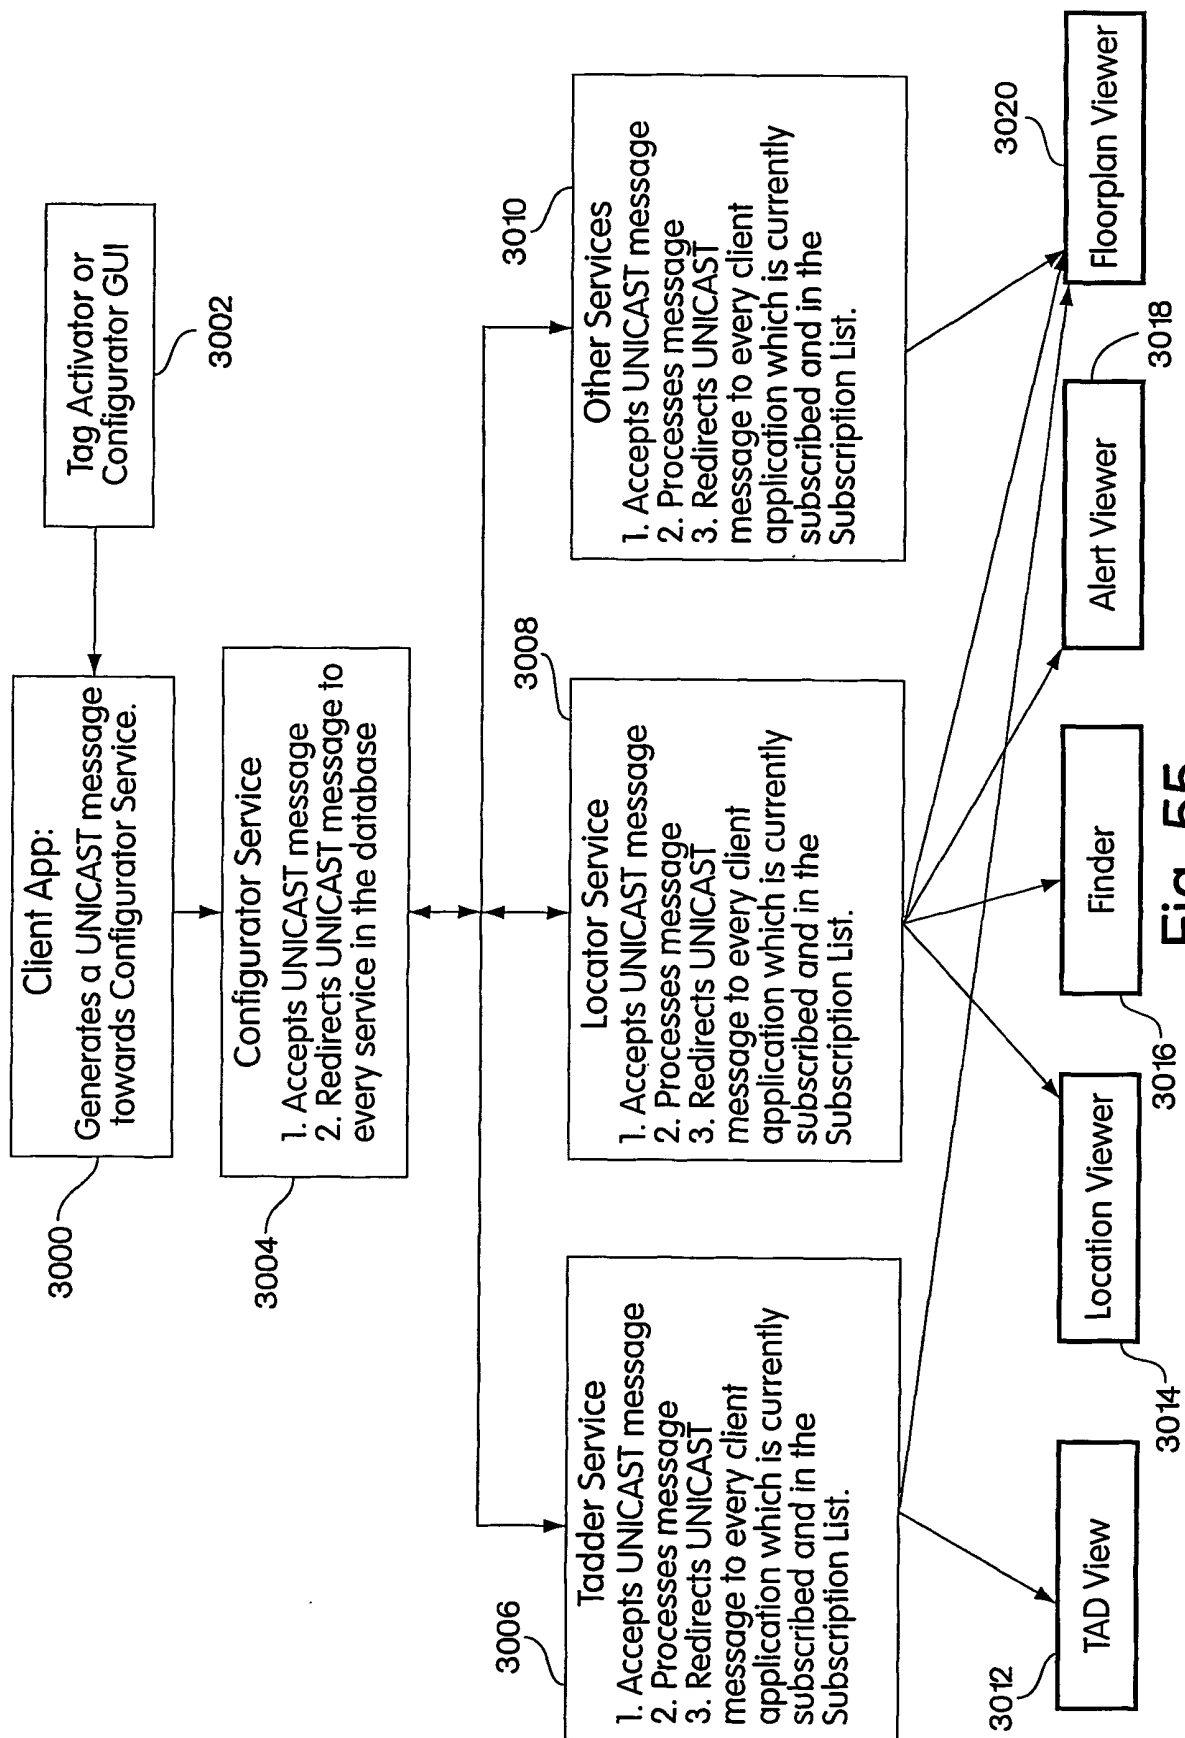 Client App:
Generates a UNICAST message
towards Configurator Service.
3000
Tag Activator or
Configurator GUI
3002
Configurator Service
1. Accepts UNICAST message
2. Redirects UNICAST message to
every service in the database
3004
Tadder Service
1. Accepts UNICAST message
2. Processes message
3. Redirects UNICAST
message to every client
application which is currently
subscribed and in the
Subscription List.
3006
Locator Service
1. Accepts UNICAST message
2. Processes message
3. Redirects UNICAST
message to every client
application which is currently
subscribed and in the
Subscription List.
3008
Other Services
1. Accepts UNICAST message
2. Processes message
3. Redirects UNICAST
message to every client
application which is currently
subscribed and in the
Subscription List.
3010
TAD View
3012
Location Viewer
3014
Finder
3016
Alert Viewer
3018
Floorplan Viewer
3020
Fig. 55